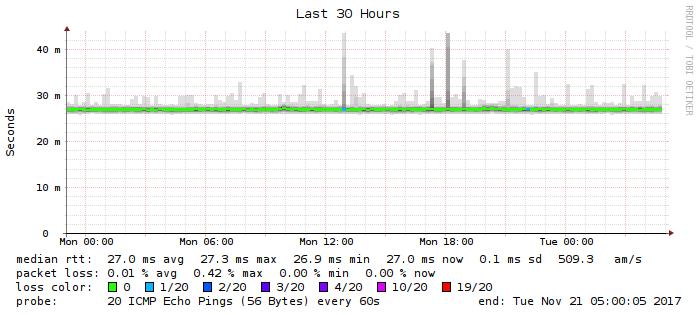 Last 30 Hours
RRDTOOL / TOBI OETIKER
Seconds
40 m
30 m
20 m
10 m
0
Mon 00:00 Mon 06:00 Mon 12:00 Mon 18:00 Tue 00:00
median rtt: 27.0 ms avg 27.3 ms max 26.9 ms min 27.0 ms now 0.1 ms sd 509.3 am/s
packet loss: 0.01 % avg 0.42 % max 0.00 % min 0.00 % now
loss color: 0 1/20 2/20 3/20 4/20 10/20 19/20
probe: 20 ICMP Echo Pings (56 Bytes) every 60s end: Tue Nov 21 05:00:05 2017